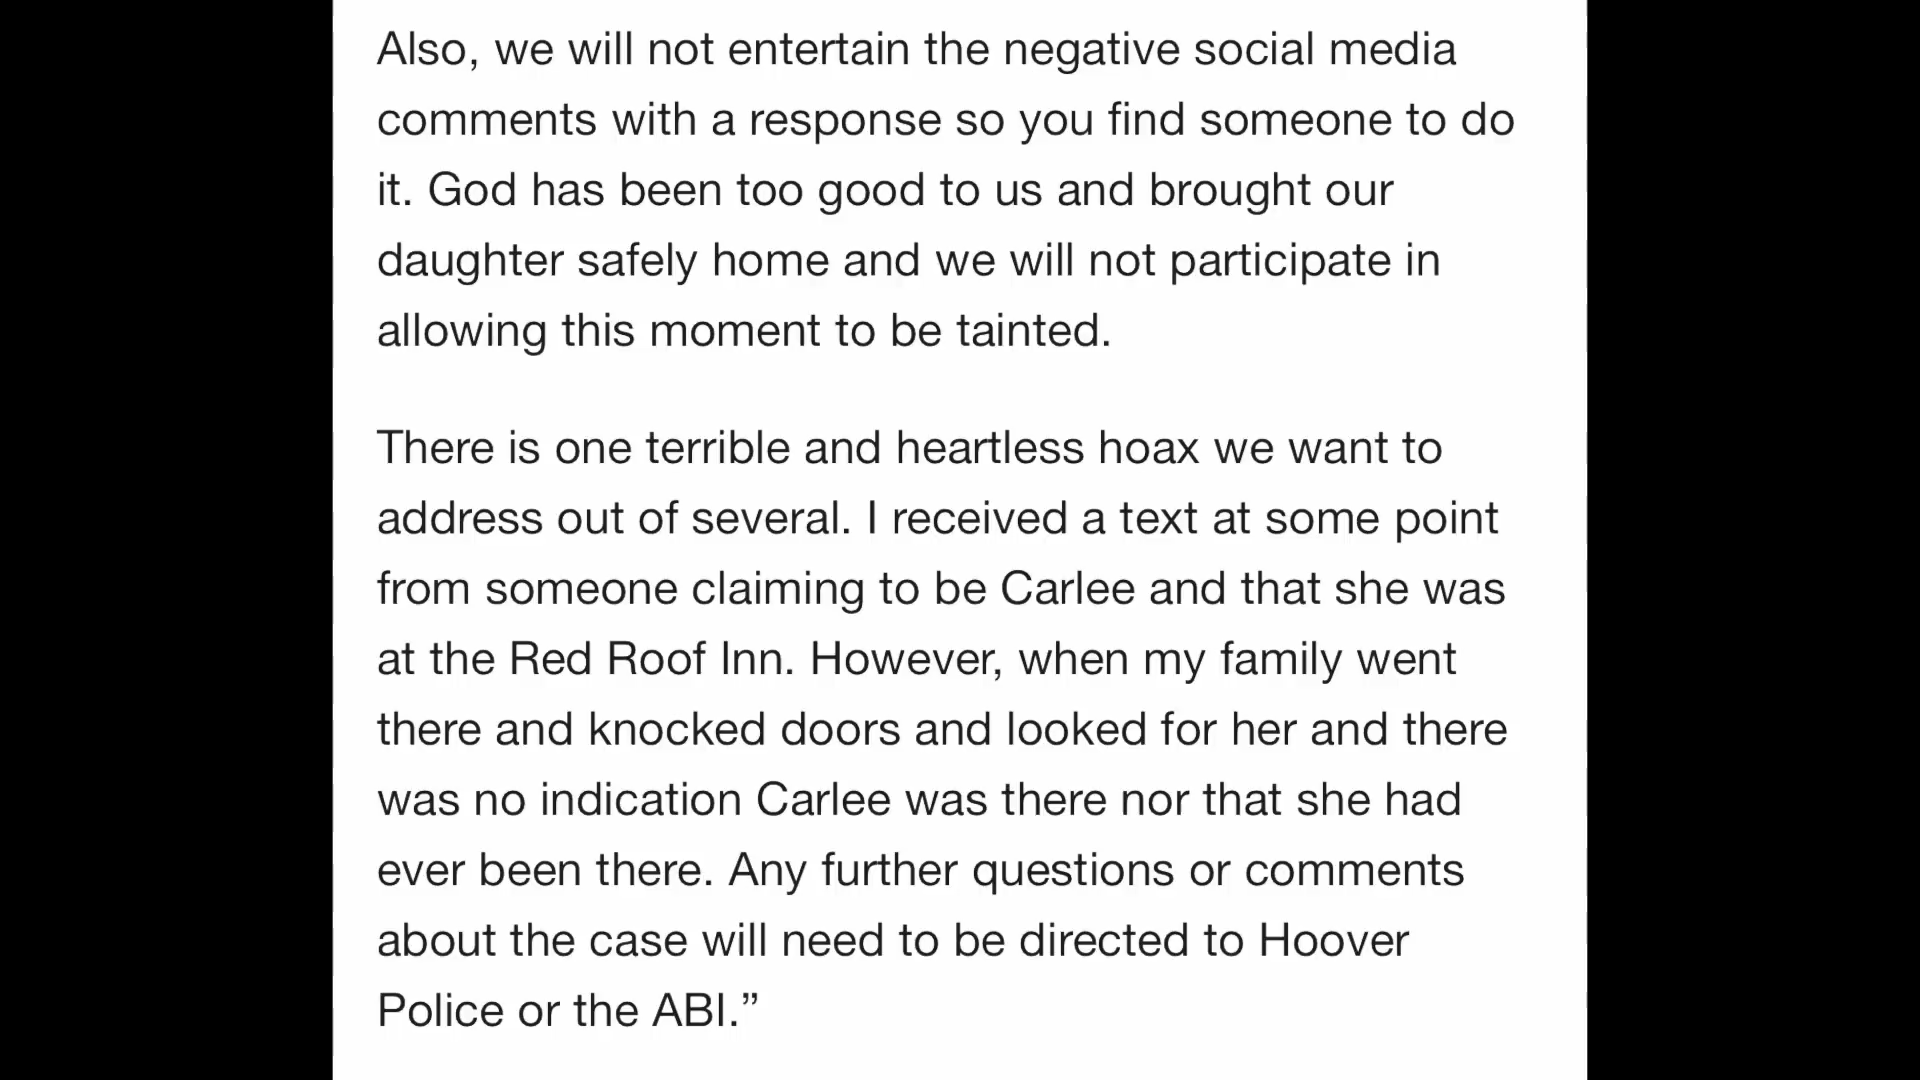 Also, we will not entertain the negative social media
comments with a response so you find someone to do
it. God has been too good to us and brought our
daughter safely home and we will not participate in
allowing this moment to be tainted.
There is one terrible and heartless hoax we want to
address out of several. I received a text at some point
from someone claiming to be Carlee and that she was
at the Red Roof Inn. However, when my family went
there and knocked doors and looked for her and there
was no indication Carlee was there nor that she had
ever been there. Any further questions or comments
about the case will need to be directed to Hoover
Police or the ABI.”